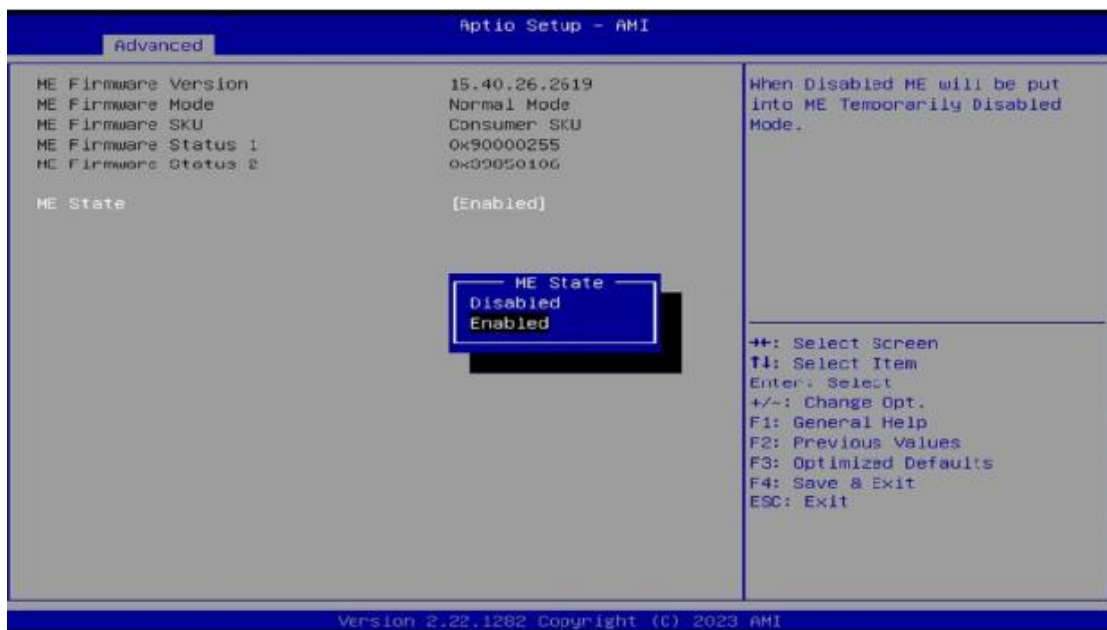 Aptio Setup - AMI
Advanced
ME Firmware Version 15.40.26.2619
ME Firmware Mode Normal Mode
ME Firmware SKU Consumer SKU
ME Firmware Status 1 0x90000255
ME Firmware Status 2
ME State [Enabled]
When Disabled ME will be put
into ME Temporarily Disabled
Mode.
ME State
Disabled
Enabled
→←: Select Screen
↑↓: Select Item
Enter: Select
+/-: Change Opt.
F1: General Help
F2: Previous Values
F3: Optimized Defaults
F4: Save & Exit
ESC: Exit
Version 2.22.1282 Copyright (C) 2023 AMI